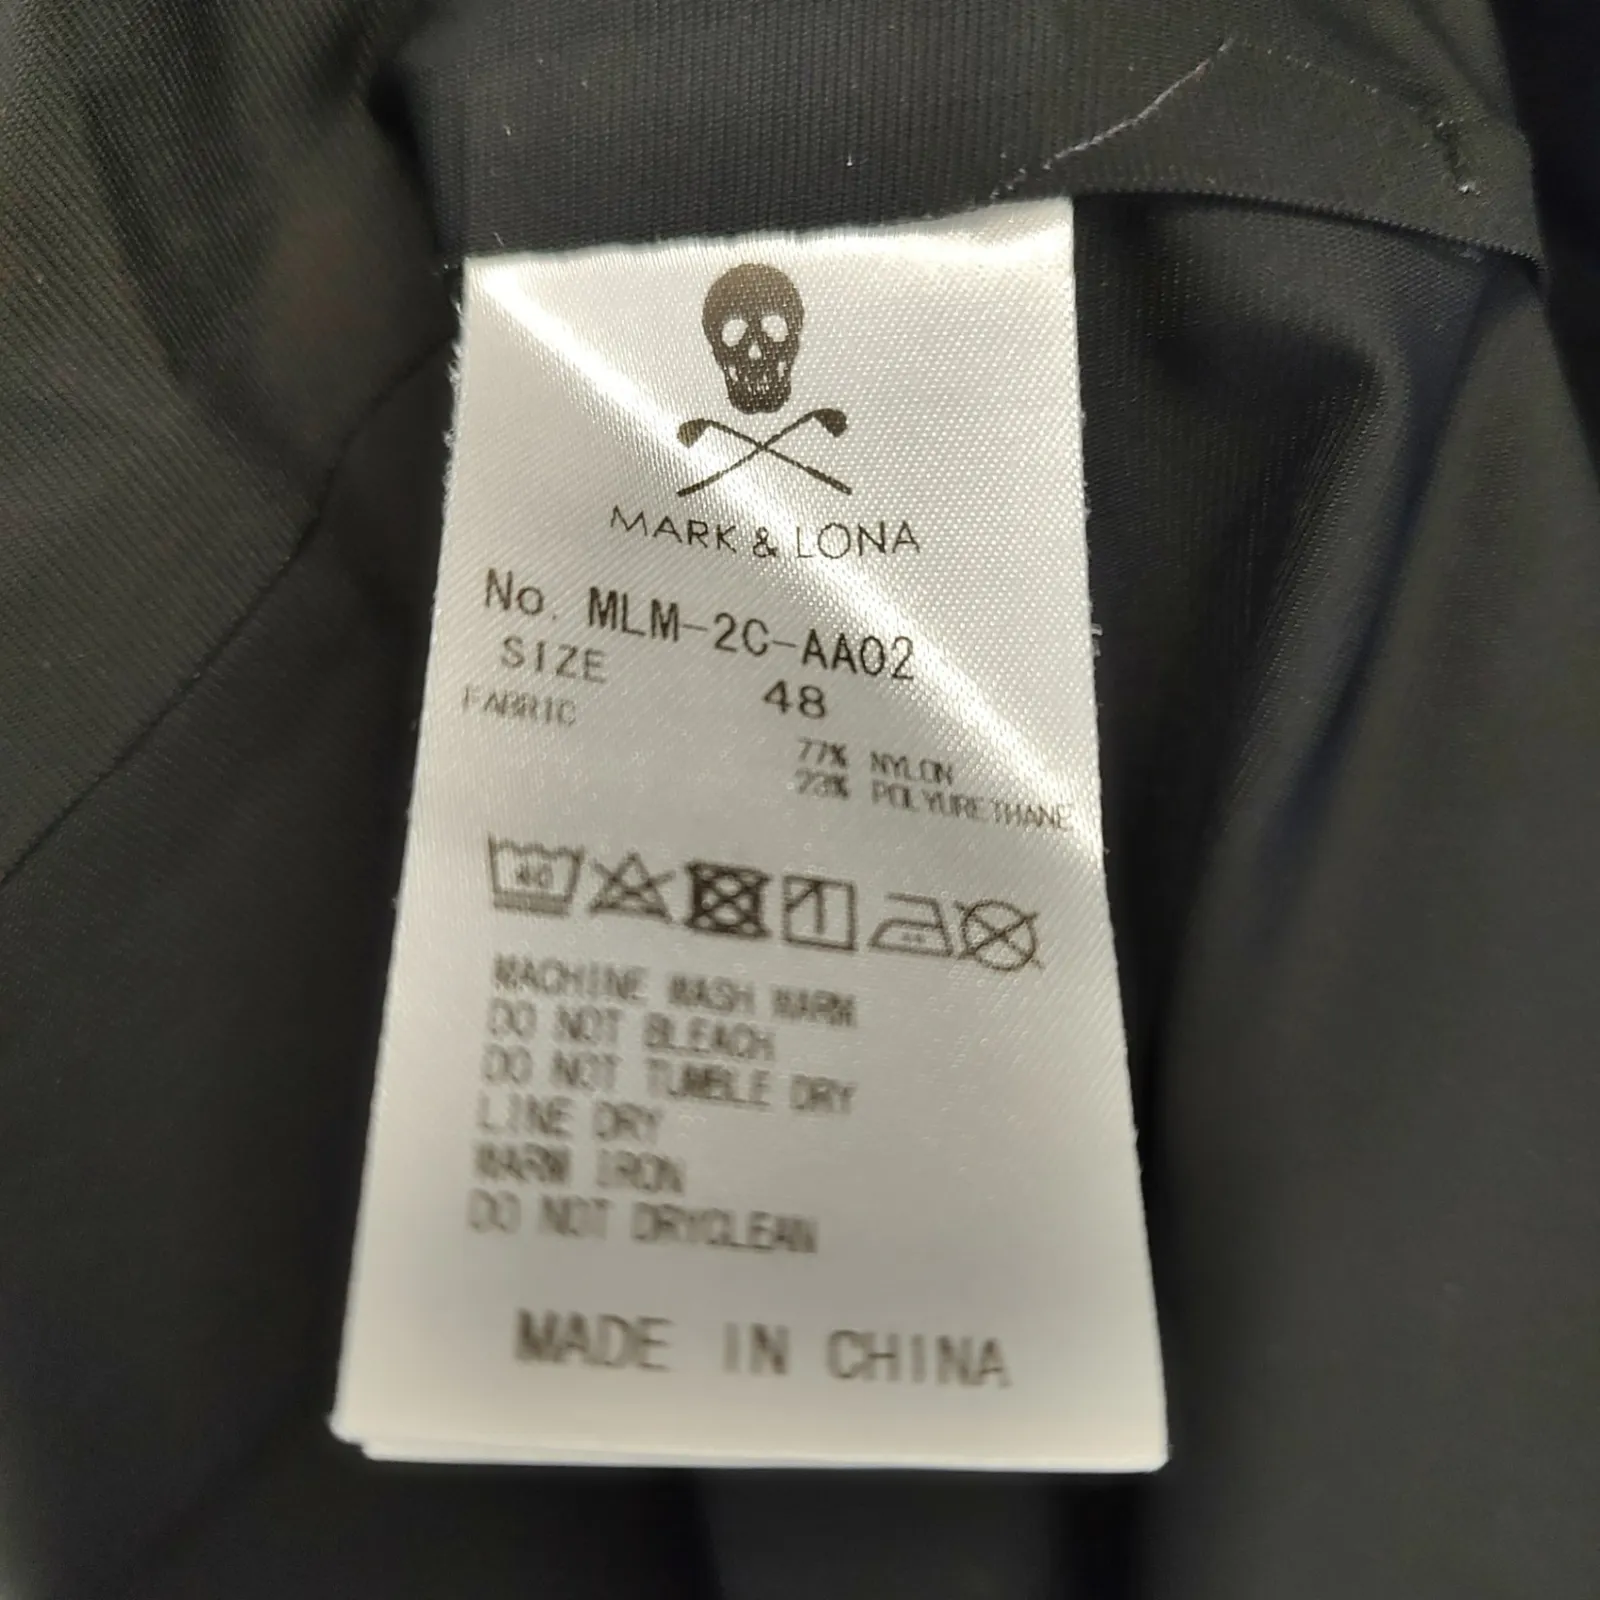 MARK & LONA
No. MLM-2C-AA02
SIZE 48
FABRIC
77% NYLON
23% POLYURETHANE
40
MACHINE WASH WARM
DO NOT BLEACH
DO NOT TUMBLE DRY
LINE DRY
WARM IRON
DO NOT DRYCLEAN
MADE IN CHINA